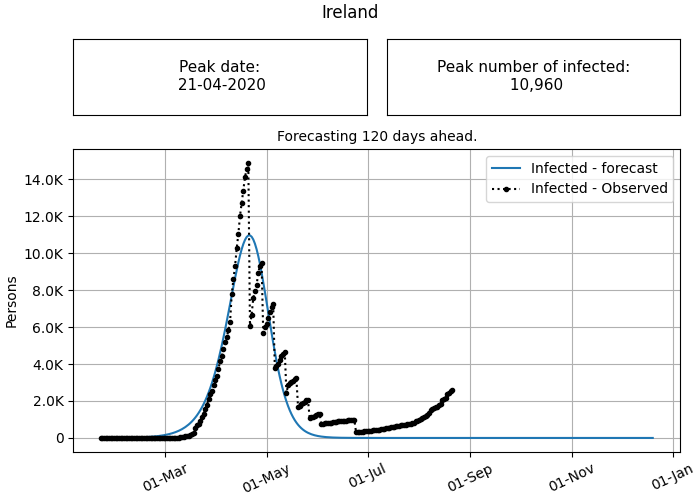 Ireland
Peak date:
21-04-2020
Peak number of infected:
10,960
Forecasting 120 days ahead.
Infected - forecast
Infected - Observed
14.0K
12.0K
10.0K
8.0K
6.0K
4.0K
2.0K
0
Persons
01-Mar
01-May
01-Jul
01-Sep
01-Nov
01-Jan